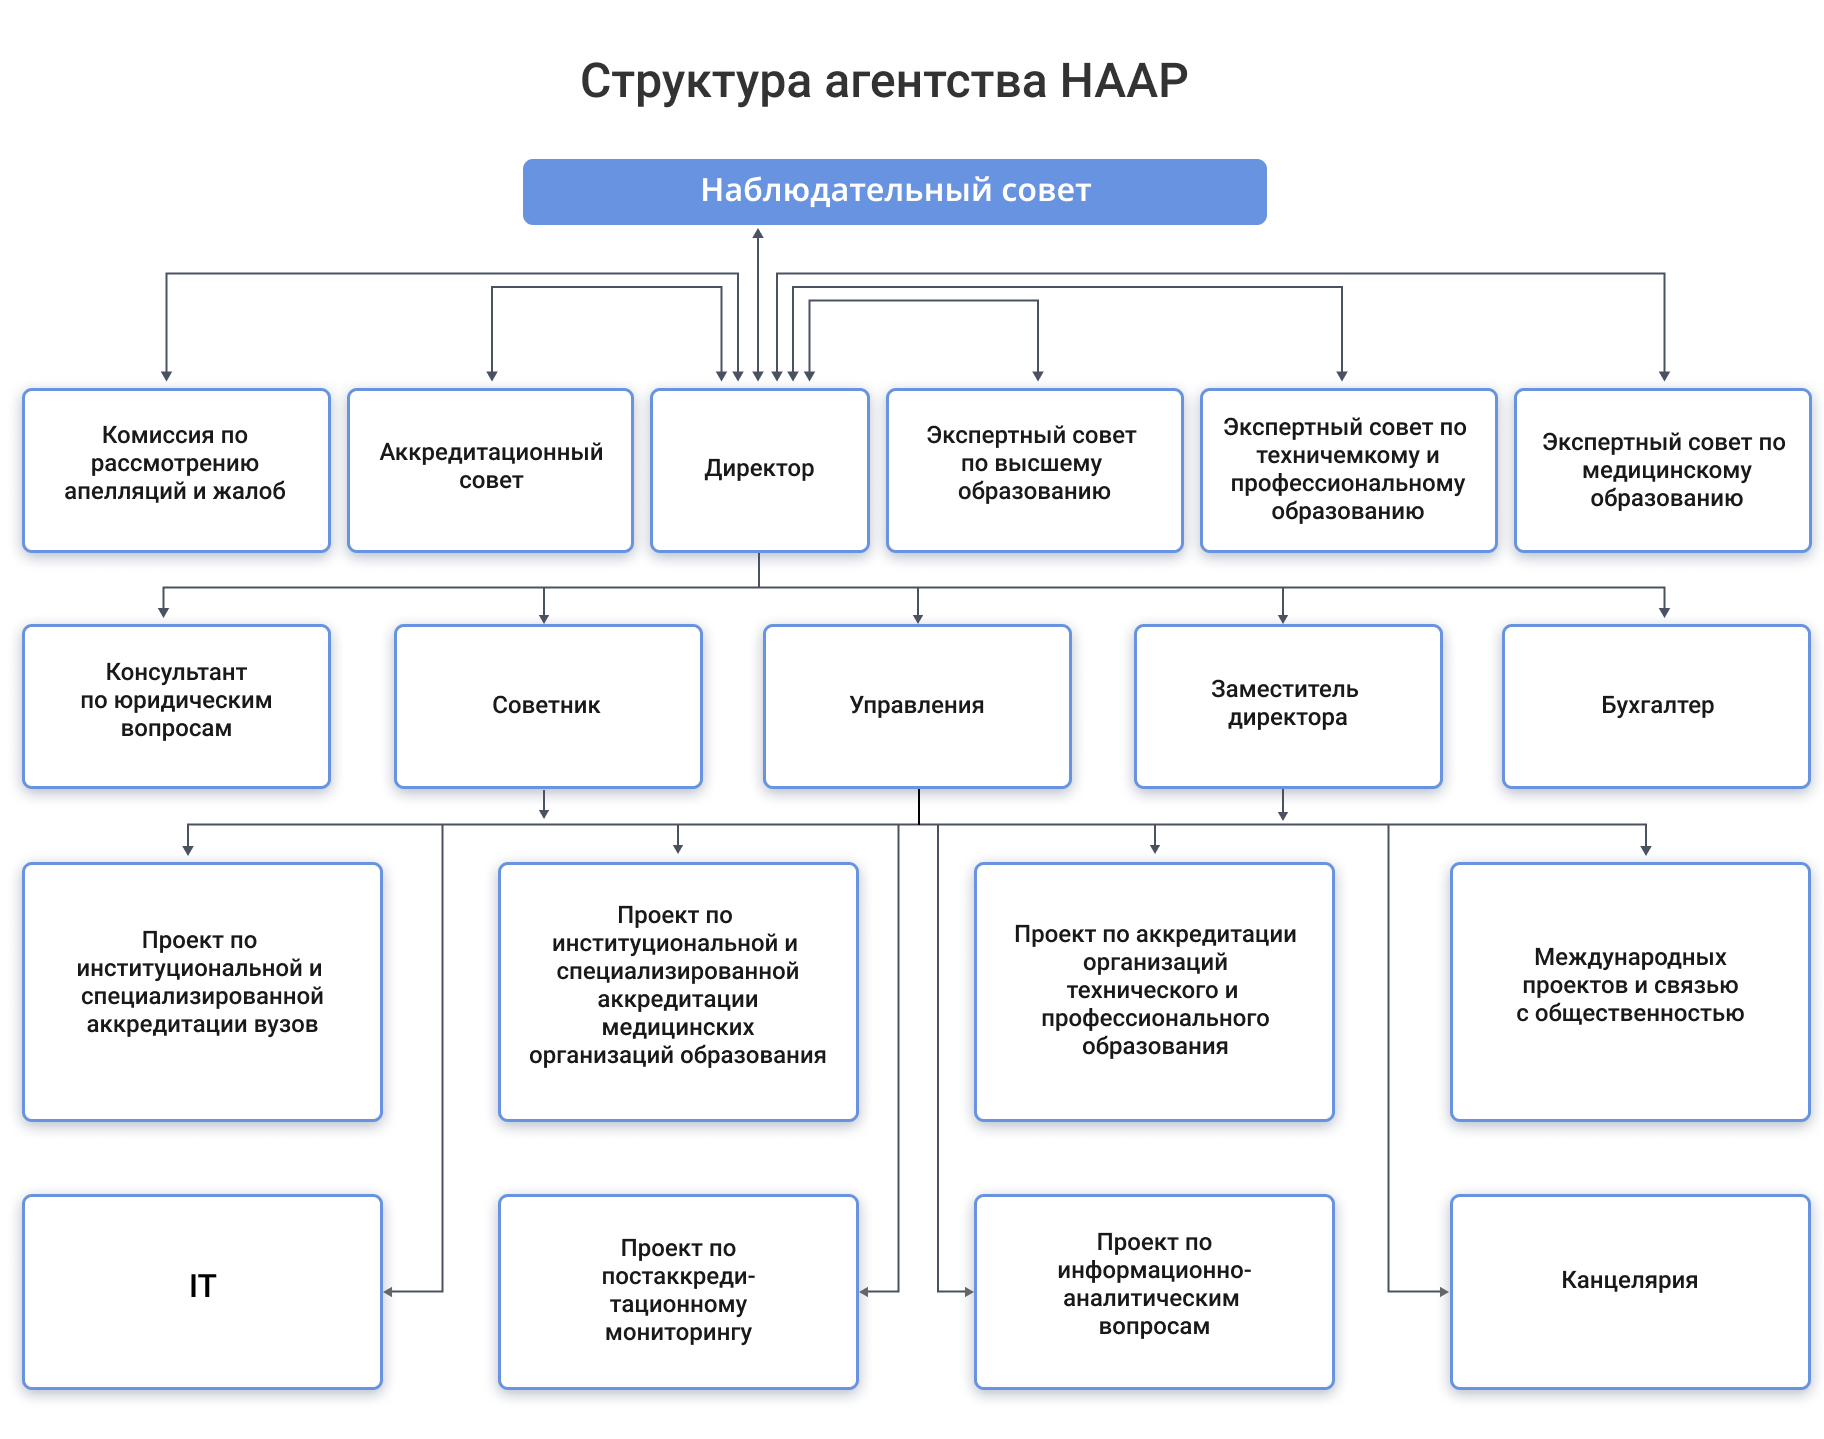 Структура агентства НААР
Наблюдательный совет
Комиссия по
рассмотрению
апелляций и жалоб
Аккредитационный
совет
Директор
Экспертный совет
по высшему
образованию
Экспертный совет по
техничемкому и
профессиональному
образованию
Экспертный совет по
медицинскому
образованию
Консультант
по юридическим
вопросам
Советник
Управления
Заместитель
директора
Бухгалтер
Проект по
институциональной и
специализированной
аккредитации вузов
Проект по
институциональной и
специализированной
аккредитации
медицинских
организаций образования
Проект по аккредитации
организаций
технического и
профессионального
образования
Международных
проектов и связью
с общественностью
IT
Проект по
постаккреди-
тационному
мониторингу
Проект по
информационно-
аналитическим
вопросам
Канцелярия